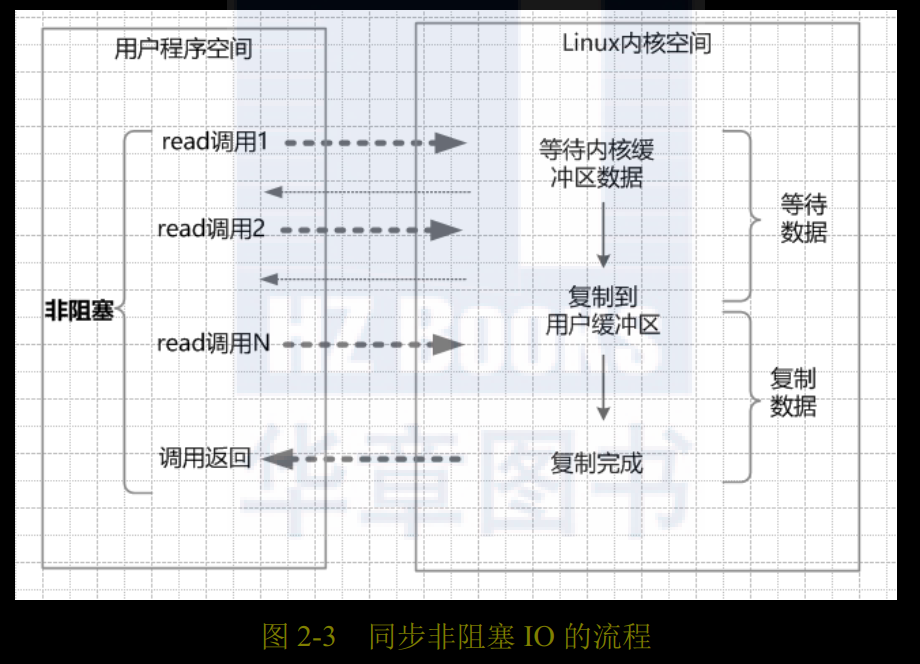 用户程序空间
Linux内核空间
read调用1
等待内核缓
冲区数据
等待
数据
read调用2
非阻塞
复制到
用户缓冲区
read调用N
复制
数据
调用返回
复制完成
HZ Books
华章图书
图 2-3 同步非阻塞 IO 的流程